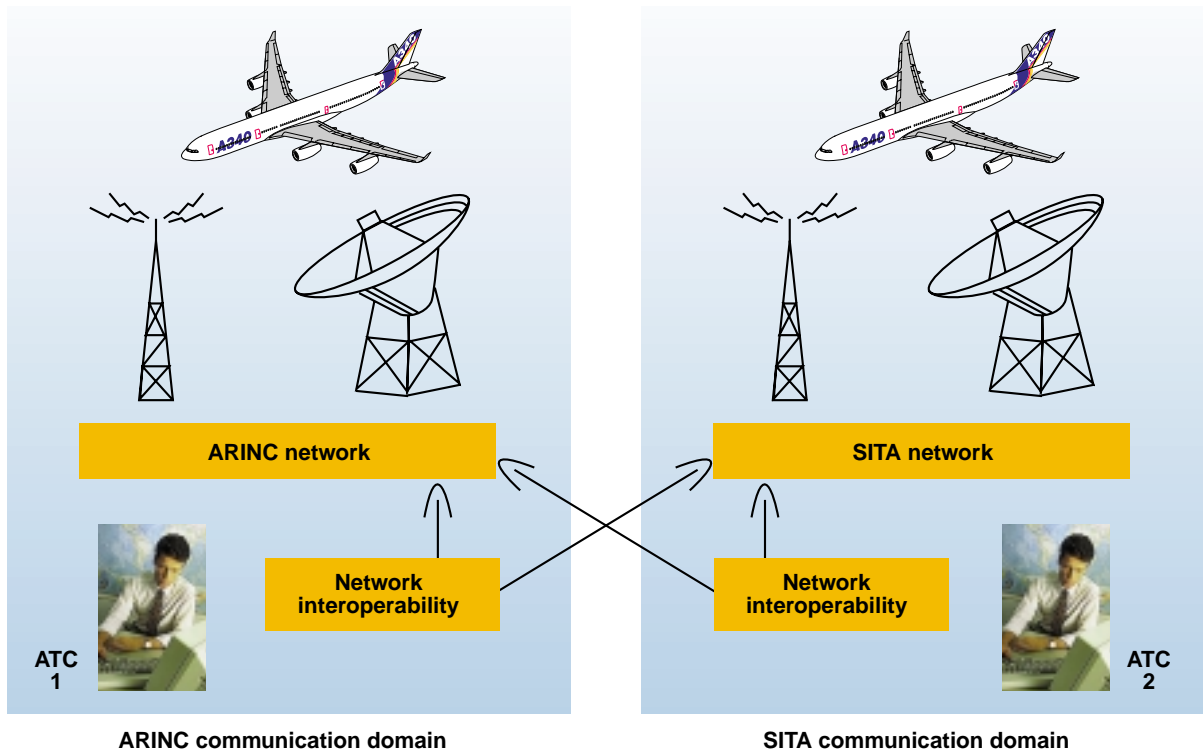 A340
A340
ARINC network
SITA network
Network
interoperability
Network
interoperability
ATC
1
ATC
2
ARINC communication domain
SITA communication domain